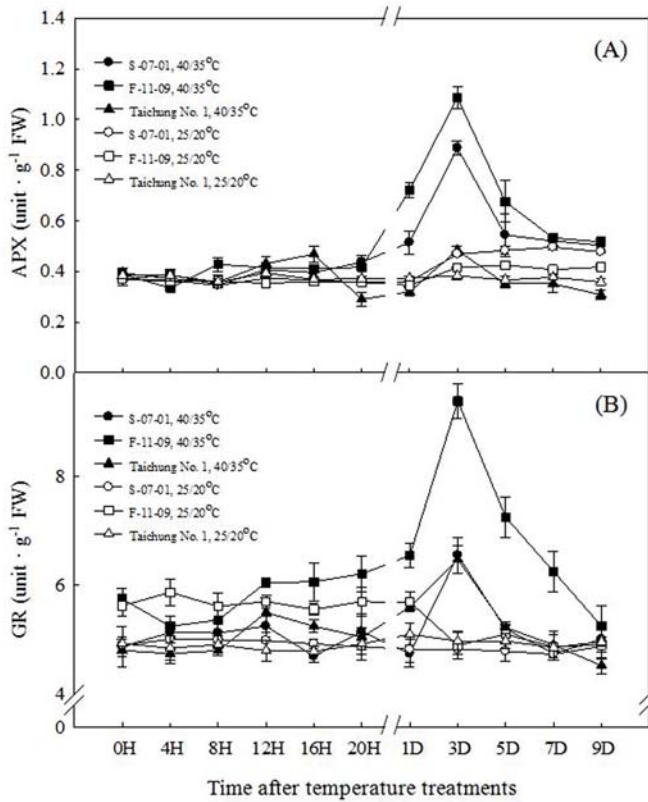 (A)
1.4
1.2
1.0
0.8
0.6
0.4
0.2
0.0
APX (unit · g⁻¹ FW)
S-07-01, 40/35°C
F-11-09, 40/35°C
Taichung No. 1, 40/35°C
S-07-01, 25/20°C
F-11-09, 25/20°C
Taichung No. 1, 25/20°C
(B)
8
6
4
0
GR (unit · g⁻¹ FW)
S-07-01, 40/35°C
F-11-09, 40/35°C
Taichung No. 1, 40/35°C
S-07-01, 25/20°C
F-11-09, 25/20°C
Taichung No. 1, 25/20°C
0H 4H 8H 12H 16H 20H 1D 3D 5D 7D 9D
Time after temperature treatments